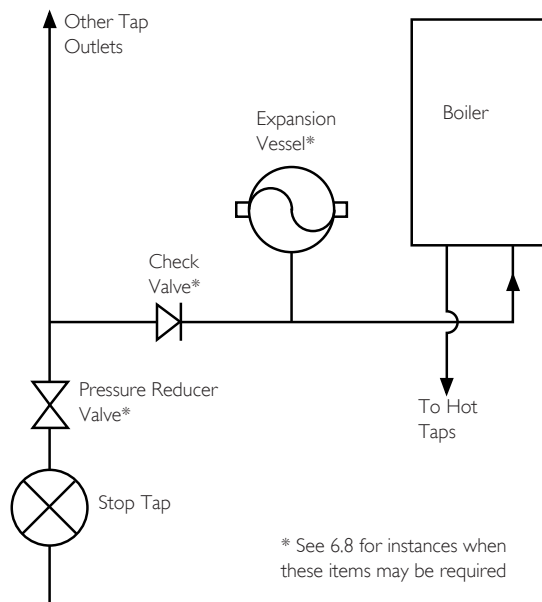 Other Tap
Outlets
Boiler
Expansion
Vessel*
Check
Valve*
Pressure Reducer
Valve*
To Hot
Taps
Stop Tap
* See 6.8 for instances when
these items may be required